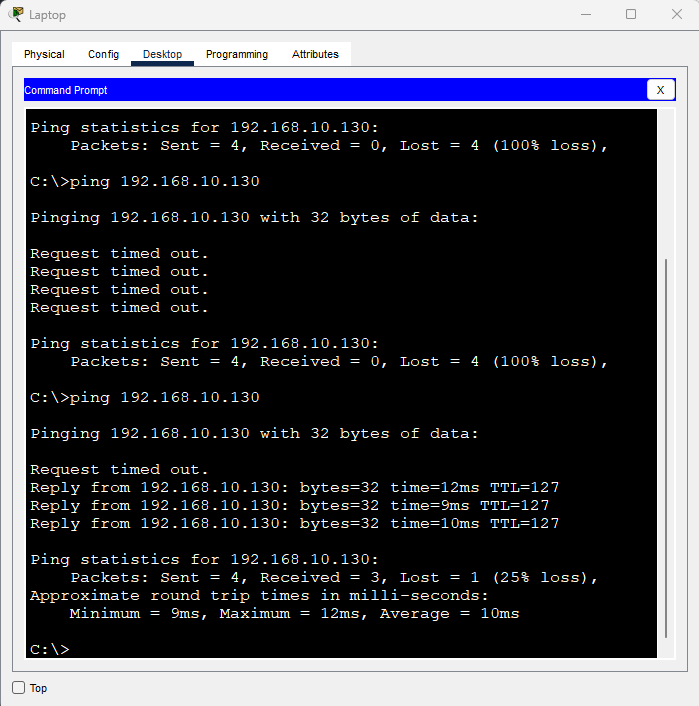 Laptop
Physical Config Desktop Programming Attributes
Command Prompt
X
Ping statistics for 192.168.10.130:
    Packets: Sent = 4, Received = 0, Lost = 4 (100% loss),
C:\>ping 192.168.10.130
Pinging 192.168.10.130 with 32 bytes of data:
Request timed out.
Request timed out.
Request timed out.
Request timed out.
Ping statistics for 192.168.10.130:
    Packets: Sent = 4, Received = 0, Lost = 4 (100% loss),
C:\>ping 192.168.10.130
Pinging 192.168.10.130 with 32 bytes of data:
Request timed out.
Reply from 192.168.10.130: bytes=32 time=12ms TTL=127
Reply from 192.168.10.130: bytes=32 time=9ms TTL=127
Reply from 192.168.10.130: bytes=32 time=10ms TTL=127
Ping statistics for 192.168.10.130:
    Packets: Sent = 4, Received = 3, Lost = 1 (25% loss),
Approximate round trip times in milli-seconds:
    Minimum = 9ms, Maximum = 12ms, Average = 10ms
C:\>
Top